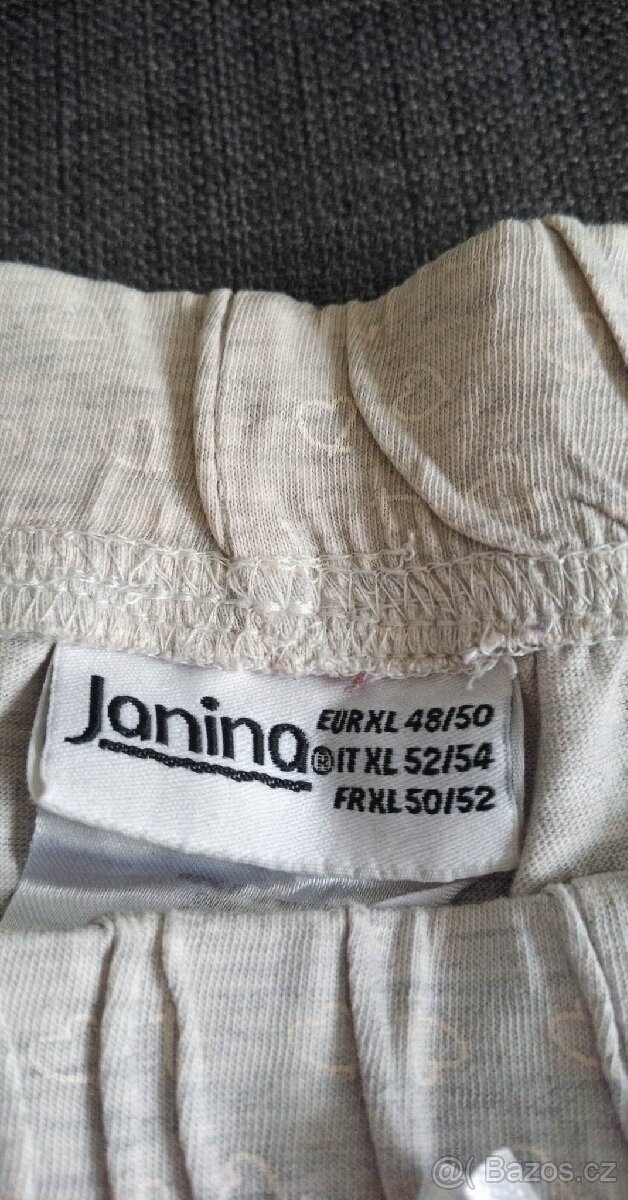 Janina
EUR XL 48/50
® IT XL 52/54
FR XL 50/52
@( Bazos.cz